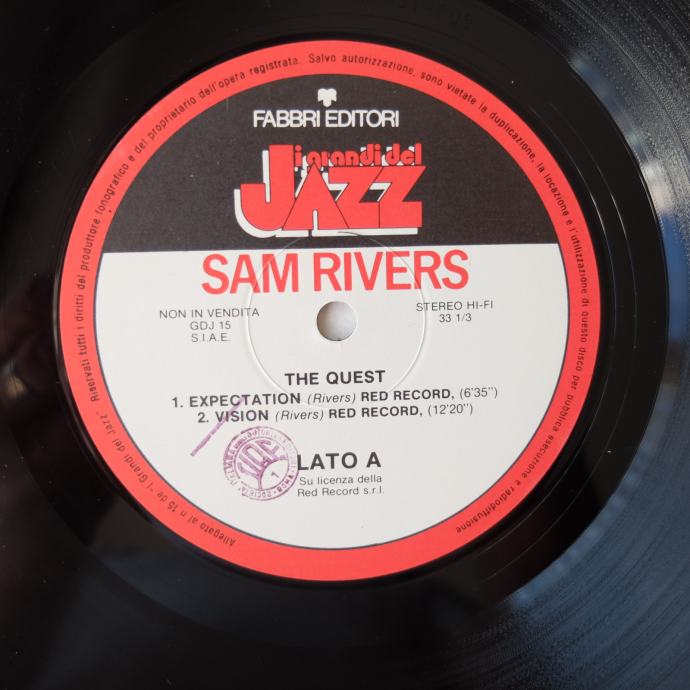 FABBRI EDITORI
i grandi del
JAZZ
SAM RIVERS
NON IN VENDITA
GDJ 15
S.I.A.E.
STEREO HI-FI
33 1/3
THE QUEST
1. EXPECTATION (Rivers) RED RECORD, (6'35'')
2. VISION (Rivers) RED RECORD, (12'20'')
LATO A
Su licenza della
Red Record s.r.l.
Allegato al n. 15 de "I Grandi del Jazz" Riservati tutti i diritti del produttore fonografico e del proprietario dell'opera registrata. Salvo autorizzazione, sono vietate la duplicazione, la locazione e l'utilizzazione di questo disco per pubblica esecuzione e radiodiffusione